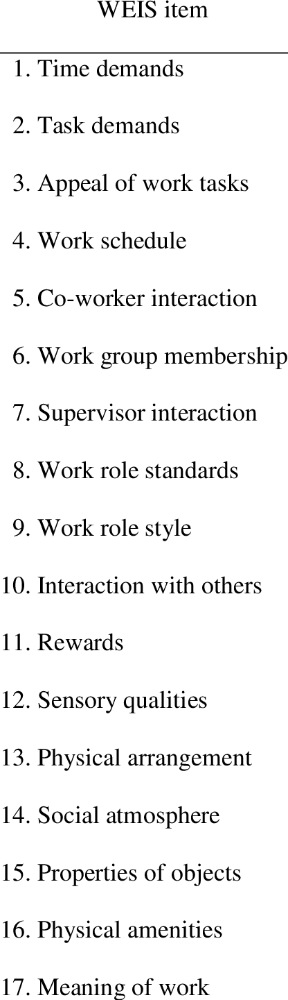 WEIS item
1. Time demands
2. Task demands
3. Appeal of work tasks
4. Work schedule
5. Co-worker interaction
6. Work group membership
7. Supervisor interaction
8. Work role standards
9. Work role style
10. Interaction with others
11. Rewards
12. Sensory qualities
13. Physical arrangement
14. Social atmosphere
15. Properties of objects
16. Physical amenities
17. Meaning of work